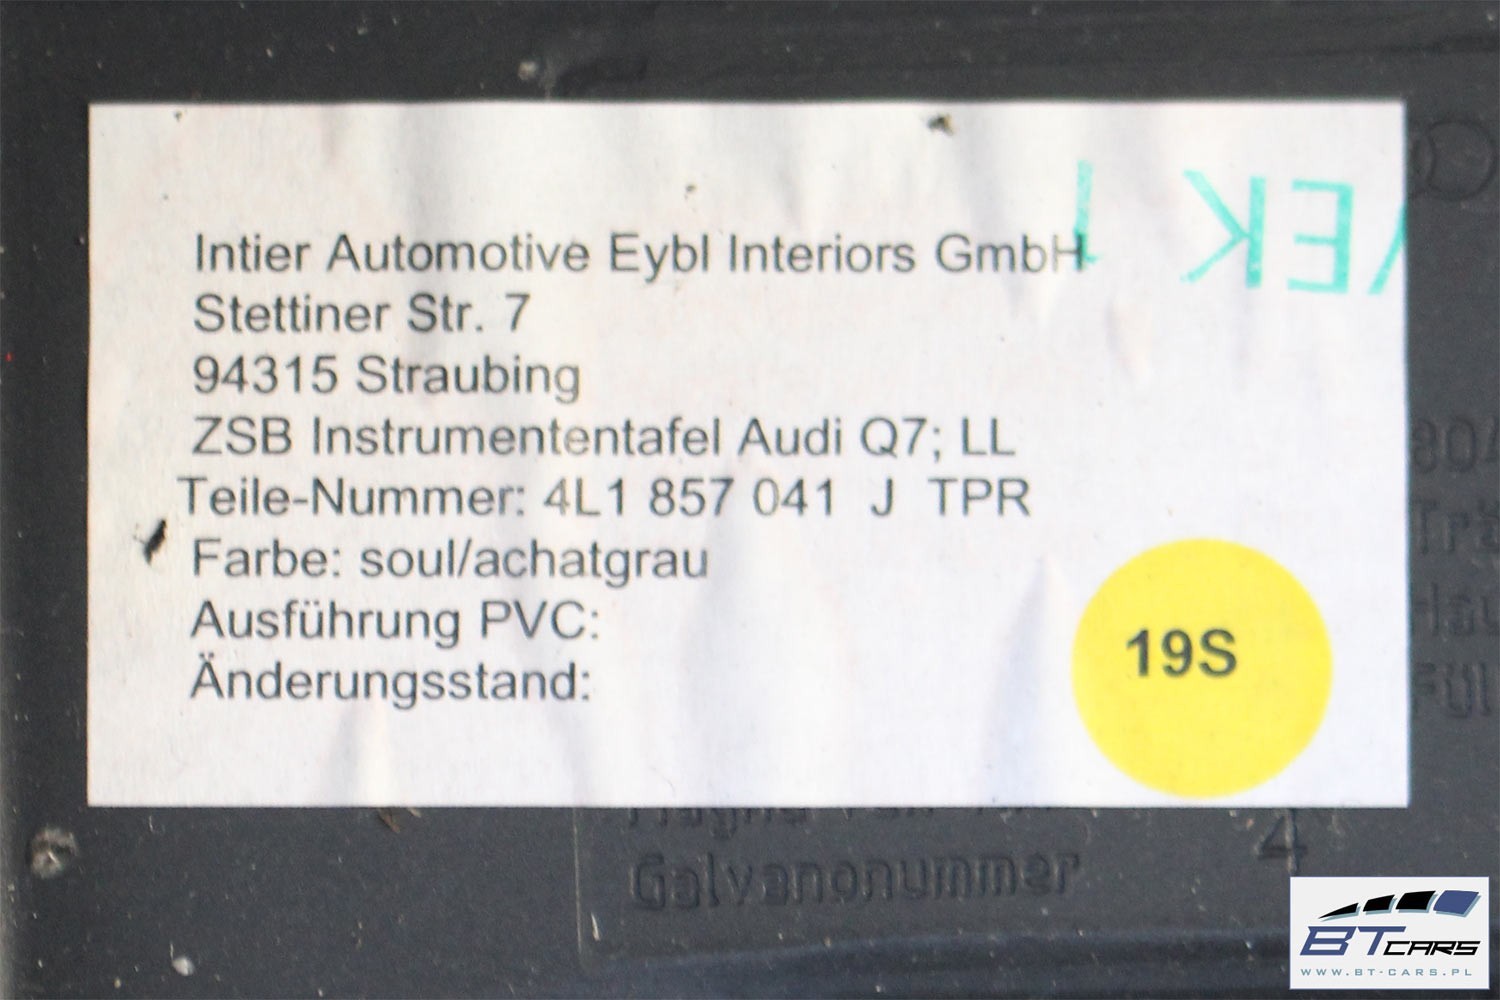 Intier Automotive Eybl Interiors GmbH
Stettiner Str. 7
94315 Straubing
ZSB Instrumententafel Audi Q7; LL
Teile-Nummer: 4L1 857 041 J TPR
Farbe: soul/achatgrau
Ausführung PVC:
Änderungsstand:
19S
4
Galvanonummer
BT CARS
WWW.BT-CARS.PL